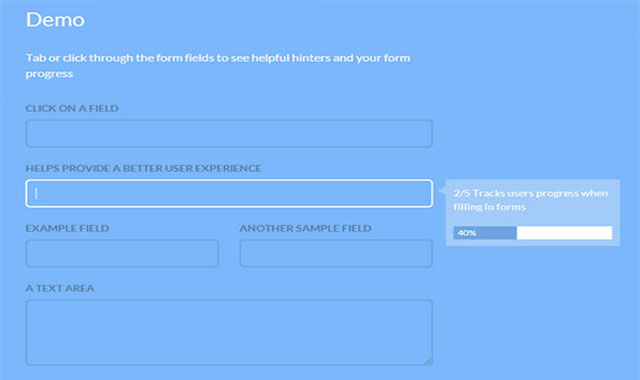 Demo
Tab or click through the form fields to see helpful hinters and your form
progress
CLICK ON A FIELD
HELPS PROVIDE A BETTER USER EXPERIENCE
2/5 Tracks users progress when
filling in forms
40%
EXAMPLE FIELD
ANOTHER SAMPLE FIELD
A TEXT AREA